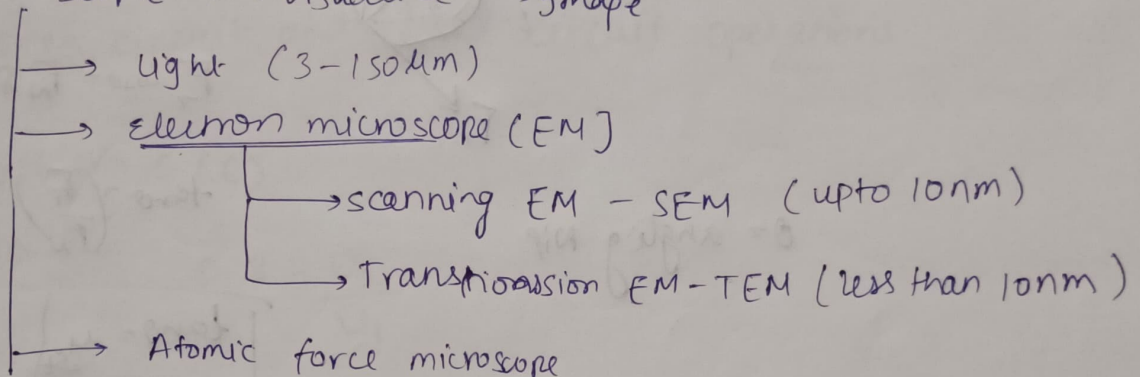 shape
→ light (3-150μm)
→ Electron microscope (EM]
→ scanning EM - SEM (upto 10nm)
→ Transmission EM-TEM (less than 10nm)
→ Atomic force microscope